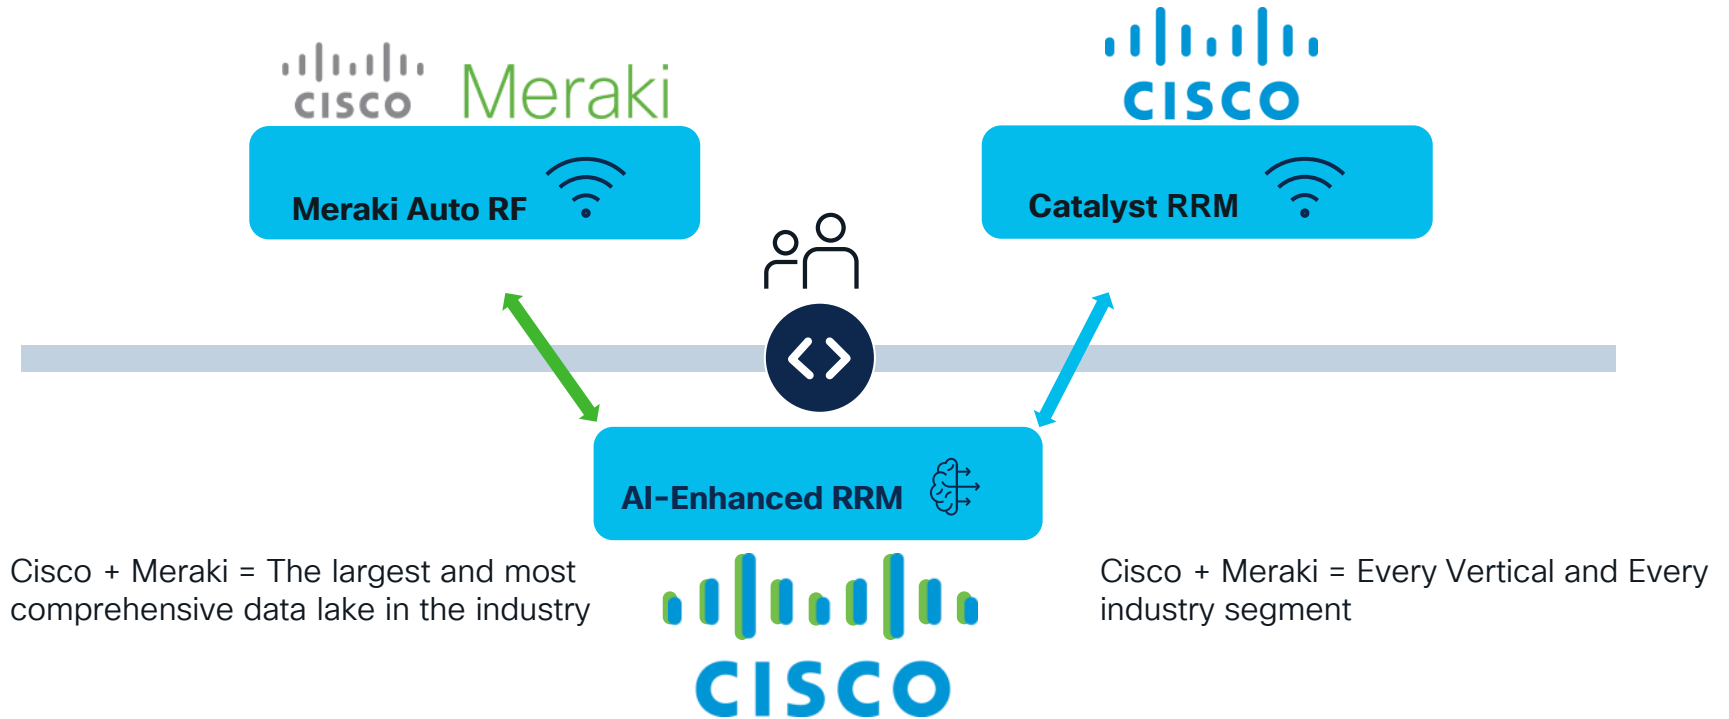 CISCO Meraki
CISCO
Meraki Auto RF
Catalyst RRM
AI-Enhanced RRM
Cisco + Meraki = The largest and most
comprehensive data lake in the industry
Cisco + Meraki = Every Vertical and Every
industry segment
CISCO